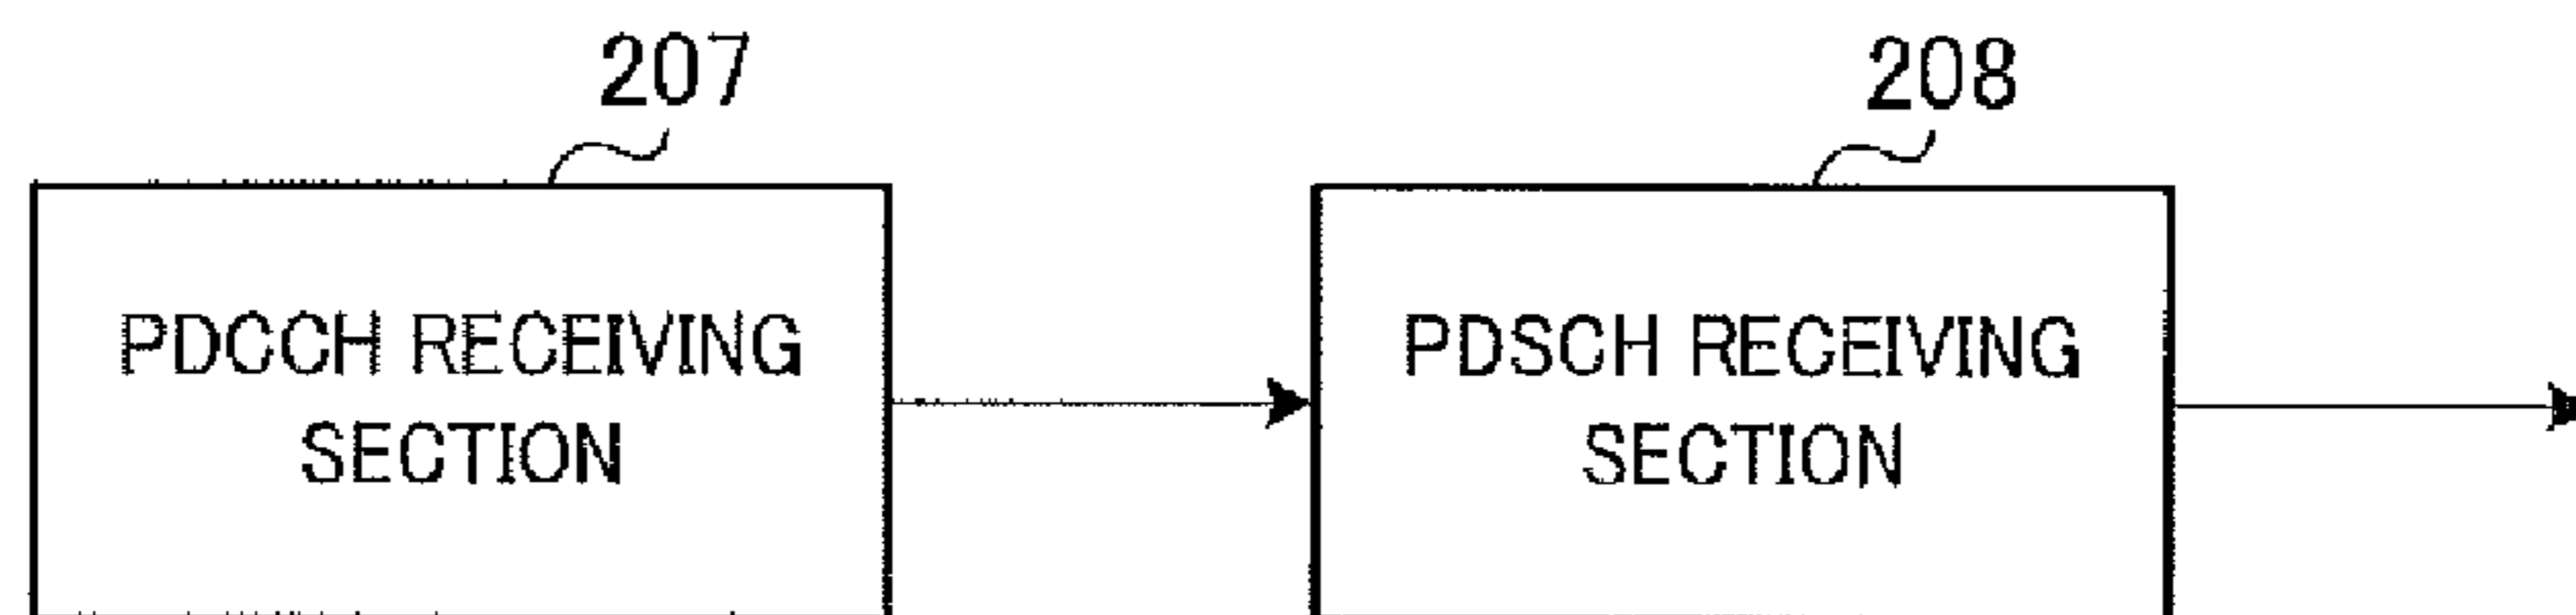 207
208
PDCCH RECEIVING
SECTION
PDSCH RECEIVING
SECTION